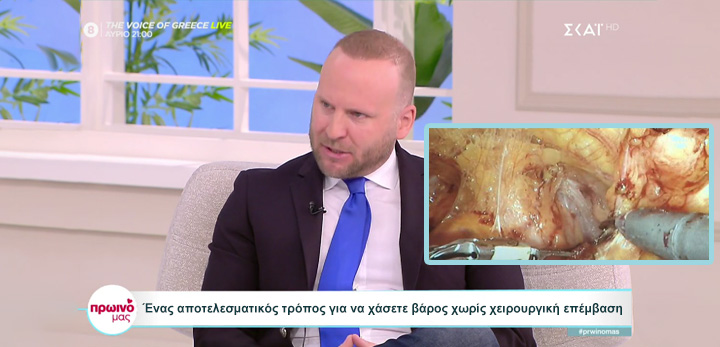 8 THE VOICE OF GREECE LIVE
ΑΥΡΙΟ 21:00
ΣΚΑΪ HD
πρωινό
μας
Ένας αποτελεσματικός τρόπος για να χάσετε βάρος χωρίς χειρουργική επέμβαση
#prwinomas